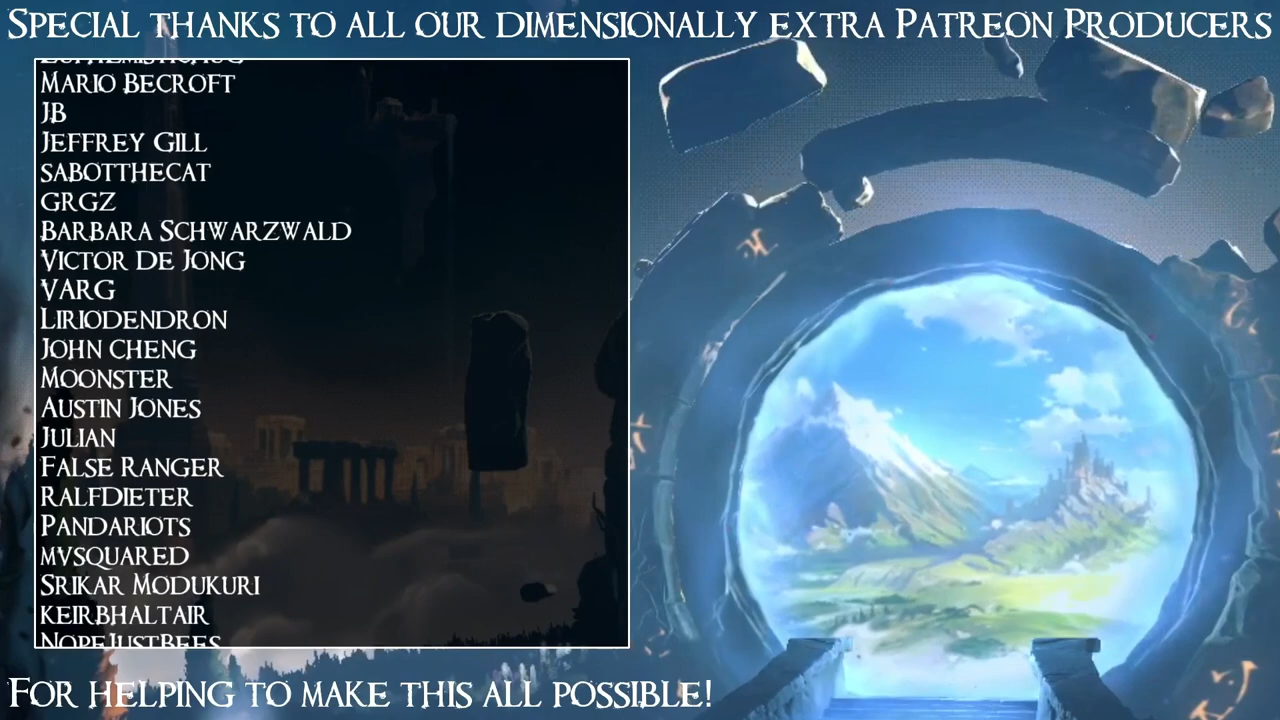 Special thanks to all our dimensionally extra Patreon Producers
Mario Becroft
JB
Jeffrey Gill
sabotthecat
GRGZ
Barbara Schwarzwald
Victor de Jong
Varg
Liriodendron
John Cheng
Moonster
Austin Jones
Julian
False Ranger
Ralfdieter
Pandariots
mvsquared
Srikar Modukuri
keirbhaltair
NopeJustBees
For helping to make this all possible!